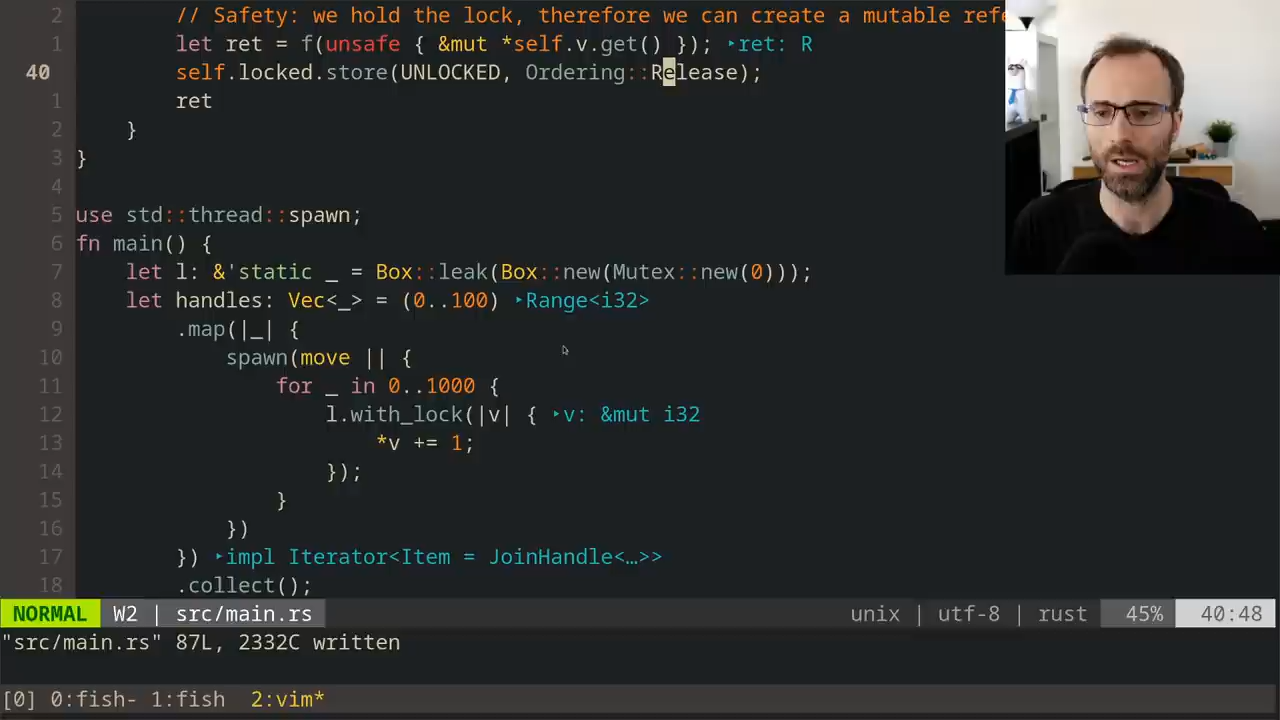 2 // Safety: we hold the lock, therefore we can create a mutable refe
1 let ret = f(unsafe { &mut *self.v.get() }); ‣ret: R
40 self.locked.store(UNLOCKED, Ordering::Release);
1 ret
2 }
3 }
4
5 use std::thread::spawn;
6 fn main() {
7 let l: &'static _ = Box::leak(Box::new(Mutex::new(0)));
8 let handles: Vec<_> = (0..100) ‣Range<i32>
9 .map(|_| {
10 spawn(move || {
11 for _ in 0..1000 {
12 l.with_lock(|v| { ‣v: &mut i32
13 *v += 1;
14 });
15 }
16 })
17 }) ‣impl Iterator<Item = JoinHandle<…>>
18 .collect();
NORMAL W2 | src/main.rs unix | utf-8 | rust 45% 40:48
"src/main.rs" 87L, 2332C written
[0] 0:fish- 1:fish 2:vim*